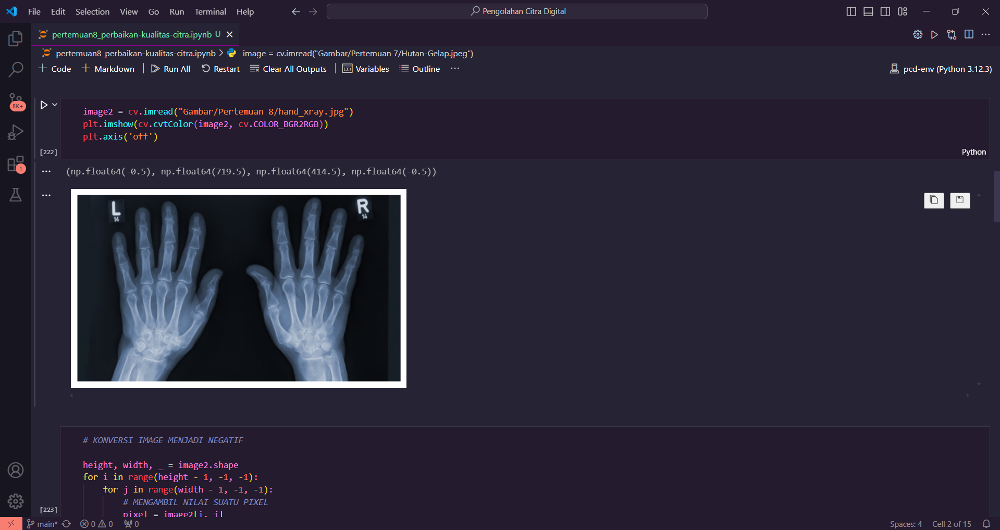 File Edit Selection View Go Run Terminal Help
Pengolahan Citra Digital
pertemuan8_perbaikan-kualitas-citra.ipynb U
pertemuan8_perbaikan-kualitas-citra.ipynb > image = cv.imread("Gambar/Pertemuan 7/Hutan-Gelap.jpeg")
+ Code + Markdown | Run All Restart Clear All Outputs | Variables Outline ...
pcd-env (Python 3.12.3)
8K+
1
image2 = cv.imread("Gambar/Pertemuan 8/hand_xray.jpg")
plt.imshow(cv.cvtColor(image2, cv.COLOR_BGR2RGB))
plt.axis('off')
[222]
Python
(np.float64(-0.5), np.float64(719.5), np.float64(414.5), np.float64(-0.5))
L
14
R
14
# KONVERSI IMAGE MENJADI NEGATIF
height, width, _ = image2.shape
for i in range(height - 1, -1, -1):
for j in range(width - 1, -1, -1):
# MENGAMBIL NILAI SUATU PIXEL
pixel = image2[i, j]
[223]
main* 0 0 0
Spaces: 4 Cell 2 of 15